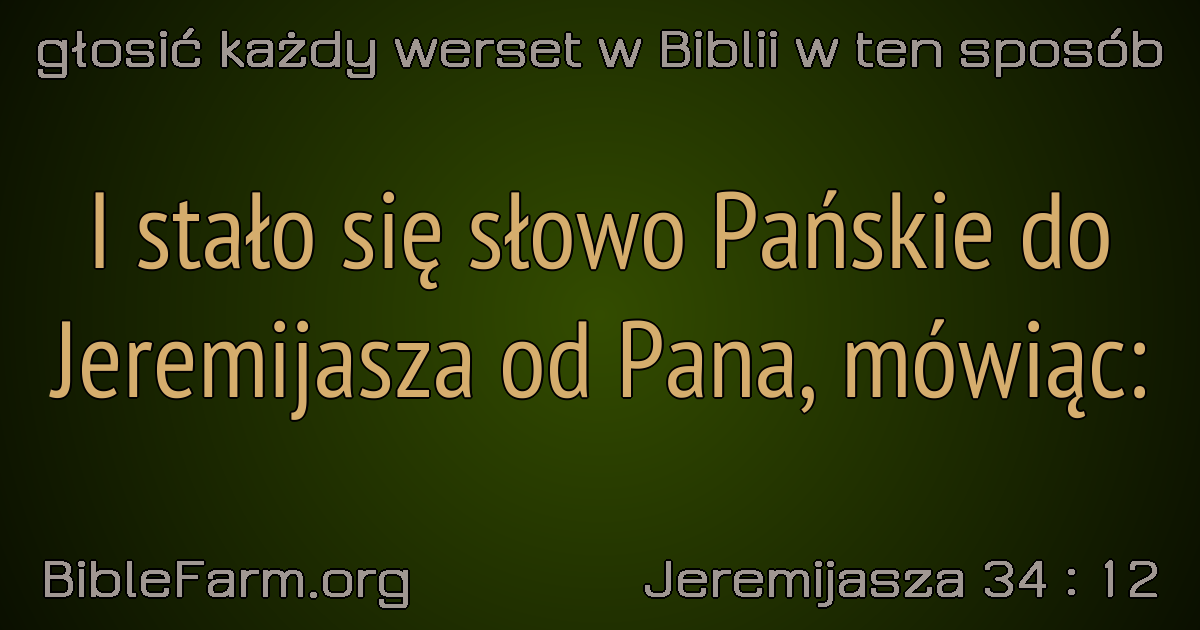 głosić każdy werset w Biblii w ten sposób
I stało się słowo Pańskie do
Jeremijasza od Pana, mówiąc:
BibleFarm.org
Jeremijasza 34 : 12